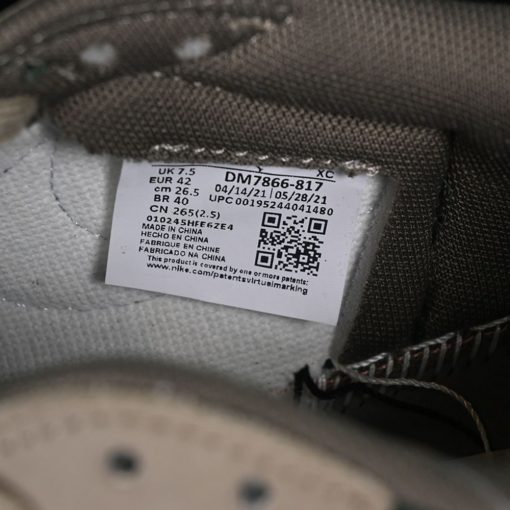 UK 7.5 XC
EUR 42 DM7866-817
cm 26.5 04/14/21 05/28/21
BR 40 UPC 00195244041480
CN 265(2.5)
MADE IN CHINA
HECHO EN CHINA
FABRIQUE EN CHINE
FABRICADO NA CHINA
This product is covered by one or more patents:
www.nike.com/patentsvirtualmarking